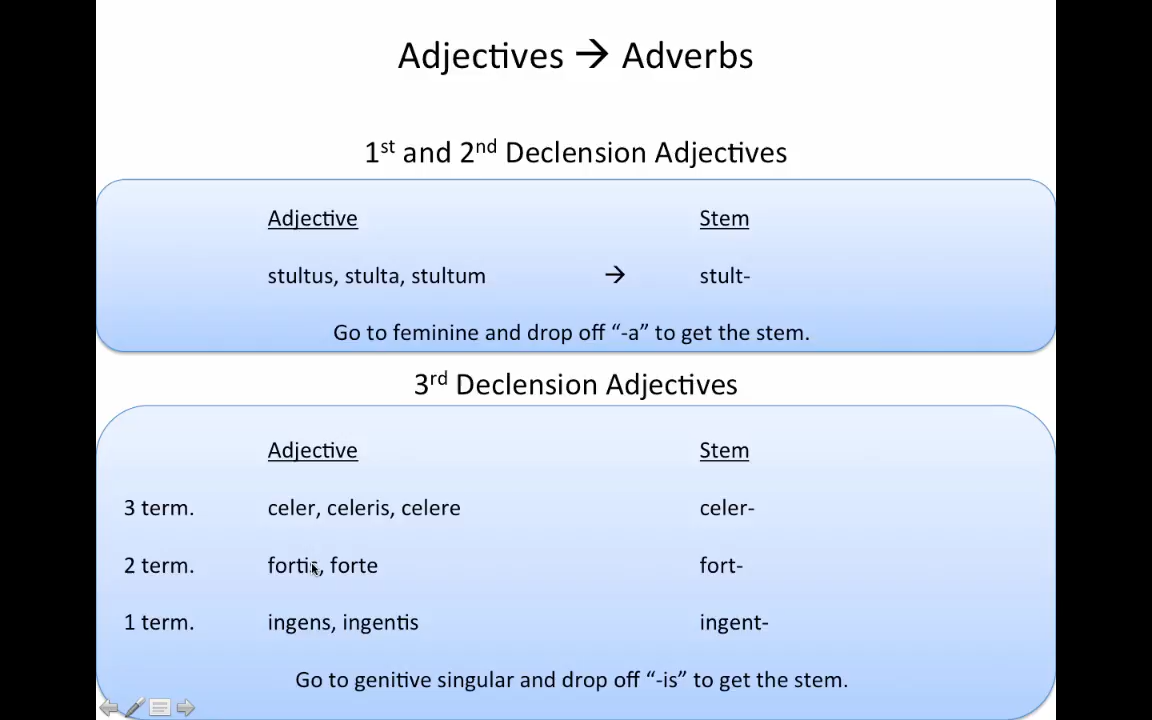 Adjectives → Adverbs
1st and 2nd Declension Adjectives
Adjective Stem
stultus, stulta, stultum → stult-
Go to feminine and drop off “-a” to get the stem.
3rd Declension Adjectives
Adjective Stem
3 term. celer, celeris, celere celer-
2 term. fortis, forte fort-
1 term. ingens, ingentis ingent-
Go to genitive singular and drop off “-is” to get the stem.